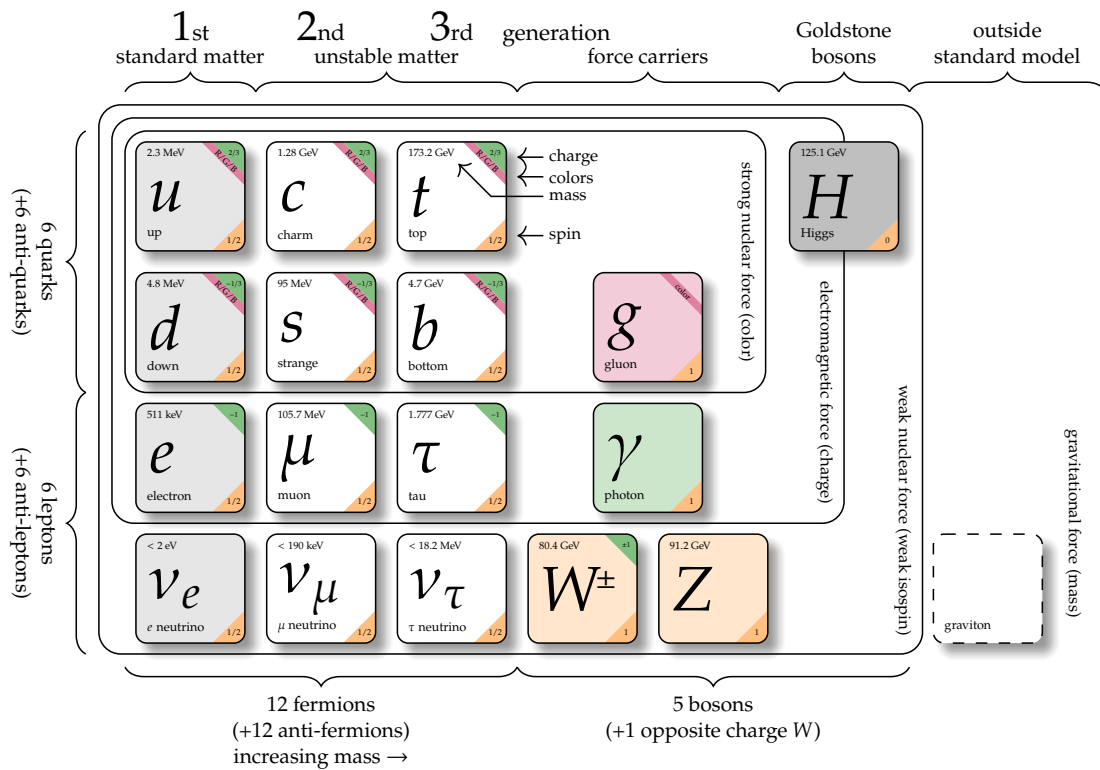 1st 2nd 3rd generation
standard matter
unstable matter
force carriers
Goldstone
bosons
outside
standard model
6 quarks
(+6 anti-quarks)
6 leptons
(+6 anti-leptons)
2.3 MeV
R/G/B
2/3
u
up
1/2
1.28 GeV
R/G/B
2/3
c
charm
1/2
173.2 GeV
R/G/B
2/3
t
top
1/2
charge
colors
mass
spin
125.1 GeV
H
Higgs
0
4.8 MeV
R/G/B
−1/3
d
down
1/2
95 MeV
R/G/B
−1/3
s
strange
1/2
4.7 GeV
R/G/B
−1/3
b
bottom
1/2
color
g
gluon
1
strong nuclear force (color)
511 keV
−1
e
electron
1/2
105.7 MeV
−1
μ
muon
1/2
1.777 GeV
−1
τ
tau
1/2
γ
photon
1
electromagnetic force (charge)
< 2 eV
νe
e neutrino
1/2
< 190 keV
νμ
μ neutrino
1/2
< 18.2 MeV
ντ
τ neutrino
1/2
80.4 GeV
±1
W±
1
91.2 GeV
Z
1
weak nuclear force (weak isospin)
graviton
gravitational force (mass)
12 fermions
(+12 anti-fermions)
increasing mass →
5 bosons
(+1 opposite charge W)